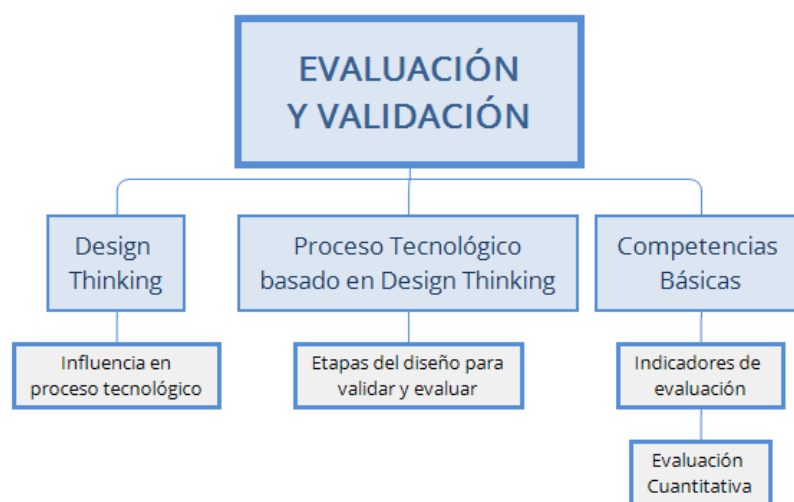 EVALUACIÓN
Y VALIDACIÓN
Design
Thinking
Proceso Tecnológico
basado en Design Thinking
Competencias
Básicas
Influencia en
proceso tecnológico
Etapas del diseño para
validar y evaluar
Indicadores de
evaluación
Evaluación
Cuantitativa